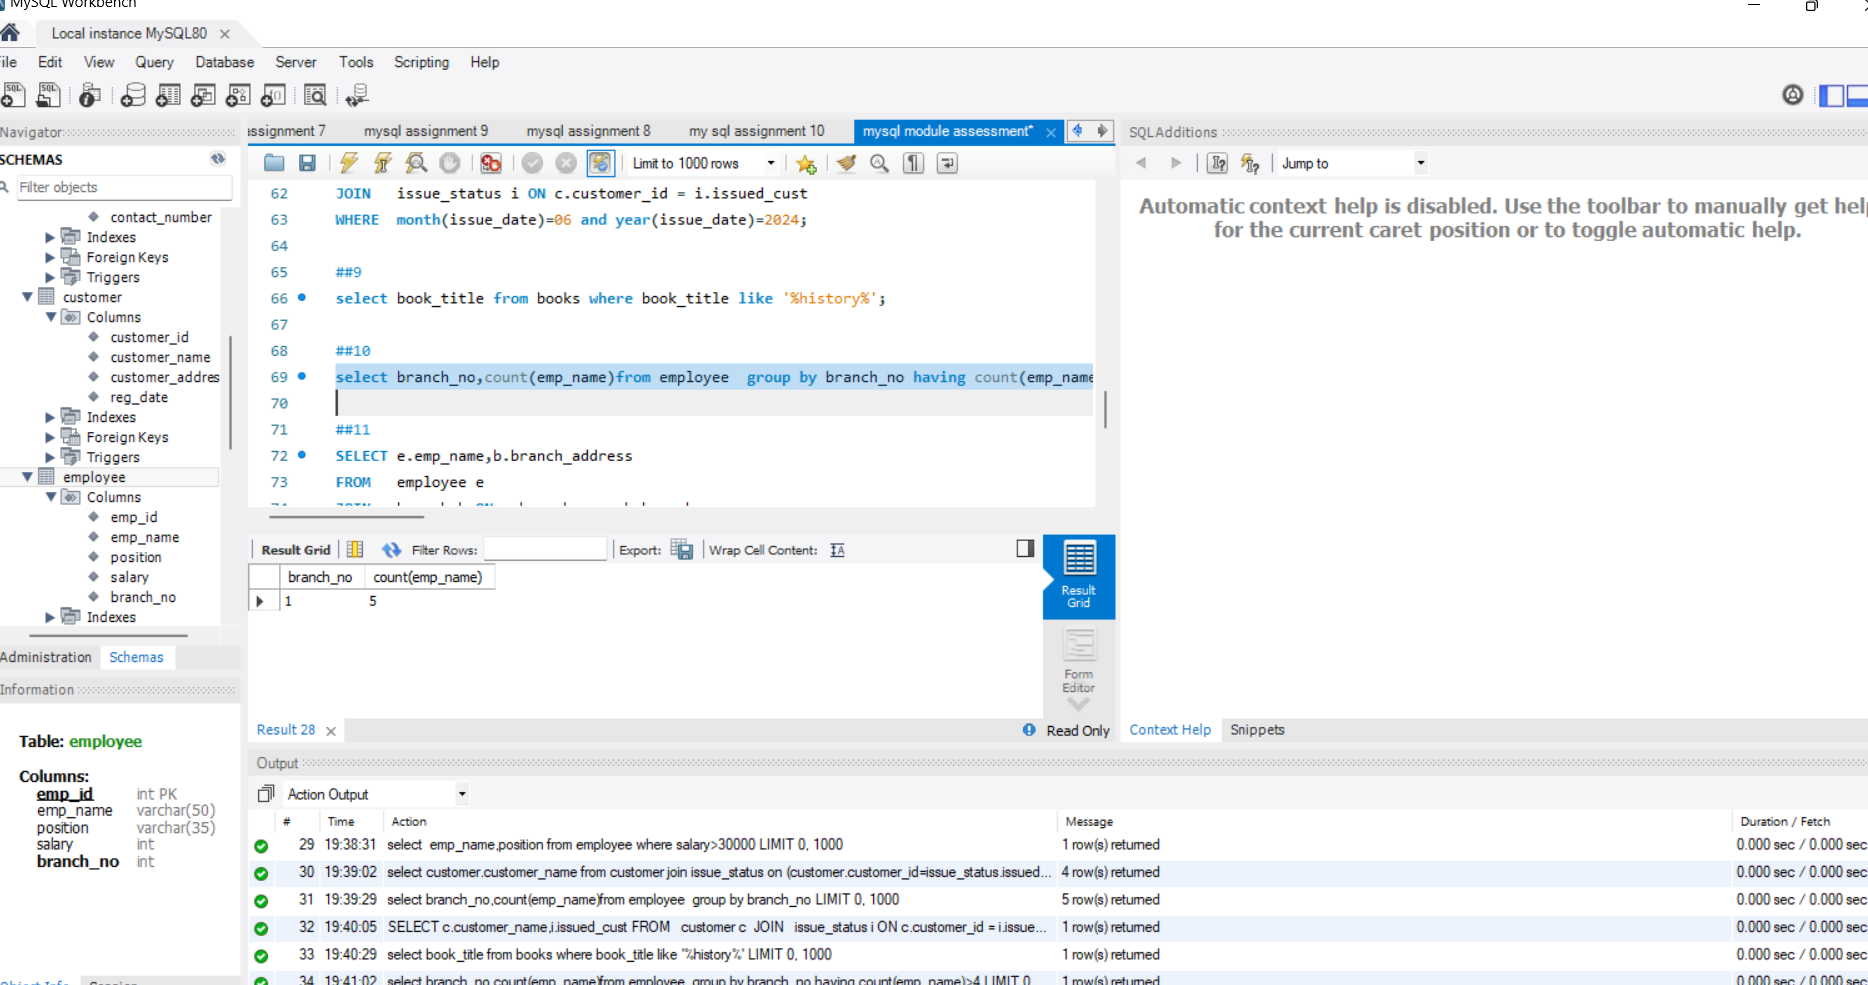 MySQL Workbench
Local instance MySQL80
File Edit View Query Database Server Tools Scripting Help
Navigator
SCHEMAS
Filter objects
contact_number
Indexes
Foreign Keys
Triggers
customer
Columns
customer_id
customer_name
customer_addres
reg_date
Indexes
Foreign Keys
Triggers
employee
Columns
emp_id
emp_name
position
salary
branch_no
Indexes
Administration Schemas
Information
Table: employee
Columns:
emp_id int PK
emp_name varchar(50)
position varchar(35)
salary int
branch_no int
Object Info Session
ssignment 7 mysql assignment 9 mysql assignment 8 my sql assignment 10 mysql module assessment*
Limit to 1000 rows
62 JOIN issue_status i ON c.customer_id = i.issued_cust
63 WHERE month(issue_date)=06 and year(issue_date)=2024;
64
65 ##9
66 select book_title from books where book_title like '%history%';
67
68 ##10
69 select branch_no,count(emp_name)from employee group by branch_no having count(emp_name
70
71 ##11
72 SELECT e.emp_name,b.branch_address
73 FROM employee e
Result Grid Filter Rows: Export: Wrap Cell Content:
branch_no count(emp_name)
1 5
Result Grid
Form Editor
Result 28 Read Only
SQLAdditions
Jump to
Automatic context help is disabled. Use the toolbar to manually get help
for the current caret position or to toggle automatic help.
Context Help Snippets
Output
Action Output
# Time Action Message Duration / Fetch
29 19:38:31 select emp_name,position from employee where salary>30000 LIMIT 0, 1000 1 row(s) returned 0.000 sec / 0.000 sec
30 19:39:02 select customer.customer_name from customer join issue_status on (customer.customer_id=issue_status.issued... 4 row(s) returned 0.000 sec / 0.000 sec
31 19:39:29 select branch_no,count(emp_name)from employee group by branch_no LIMIT 0, 1000 5 row(s) returned 0.000 sec / 0.000 sec
32 19:40:05 SELECT c.customer_name,i.issued_cust FROM customer c JOIN issue_status i ON c.customer_id = i.issue... 1 row(s) returned 0.000 sec / 0.000 sec
33 19:40:29 select book_title from books where book_title like '%history%' LIMIT 0, 1000 1 row(s) returned 0.000 sec / 0.000 sec
34 19:41:02 select branch_no,count(emp_name)from employee group by branch_no having count(emp_name)>4 LIMIT 0 1 row(s) returned 0.000 sec / 0.000 sec